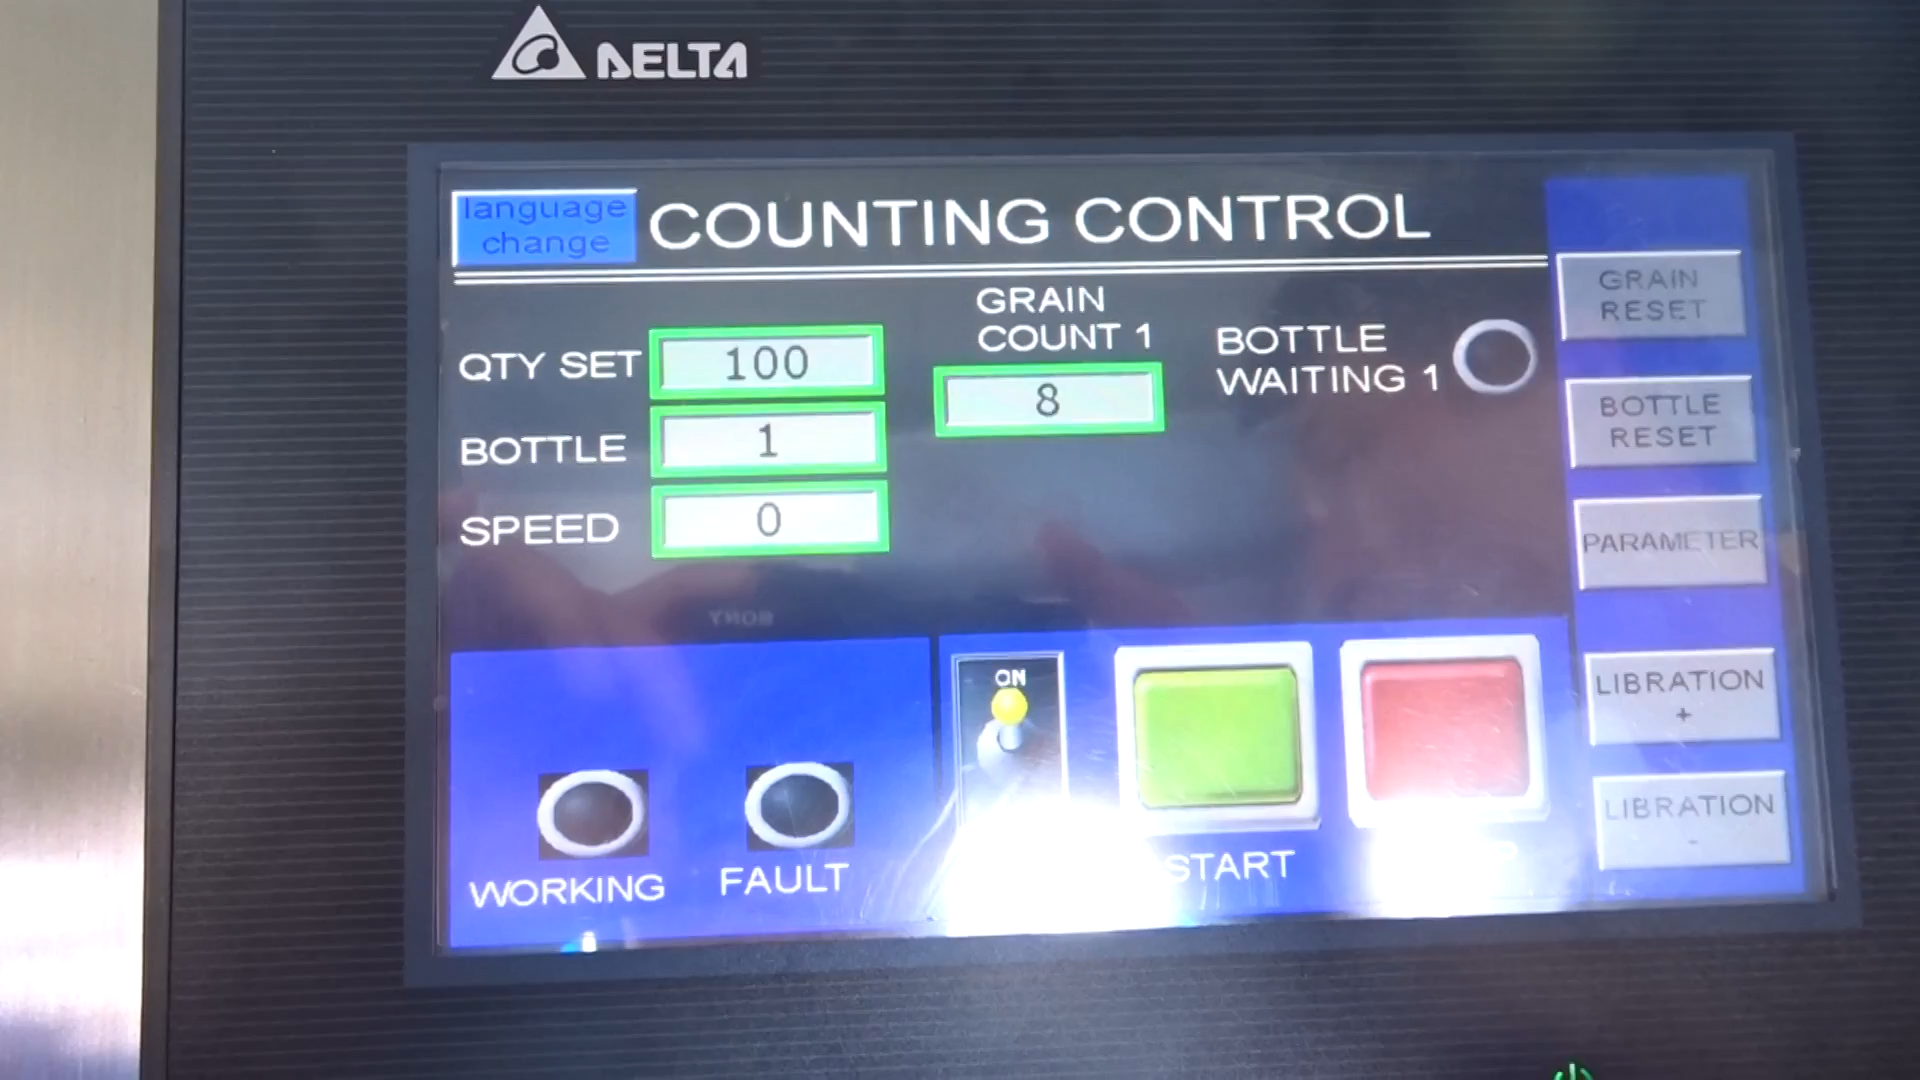 DELTA
language
change
COUNTING CONTROL
QTY SET
100
BOTTLE
1
SPEED
0
GRAIN
COUNT 1
8
BOTTLE
WAITING 1
GRAIN
RESET
BOTTLE
RESET
PARAMETER
LIBRATION
+
LIBRATION
-
WORKING
FAULT
ON
START